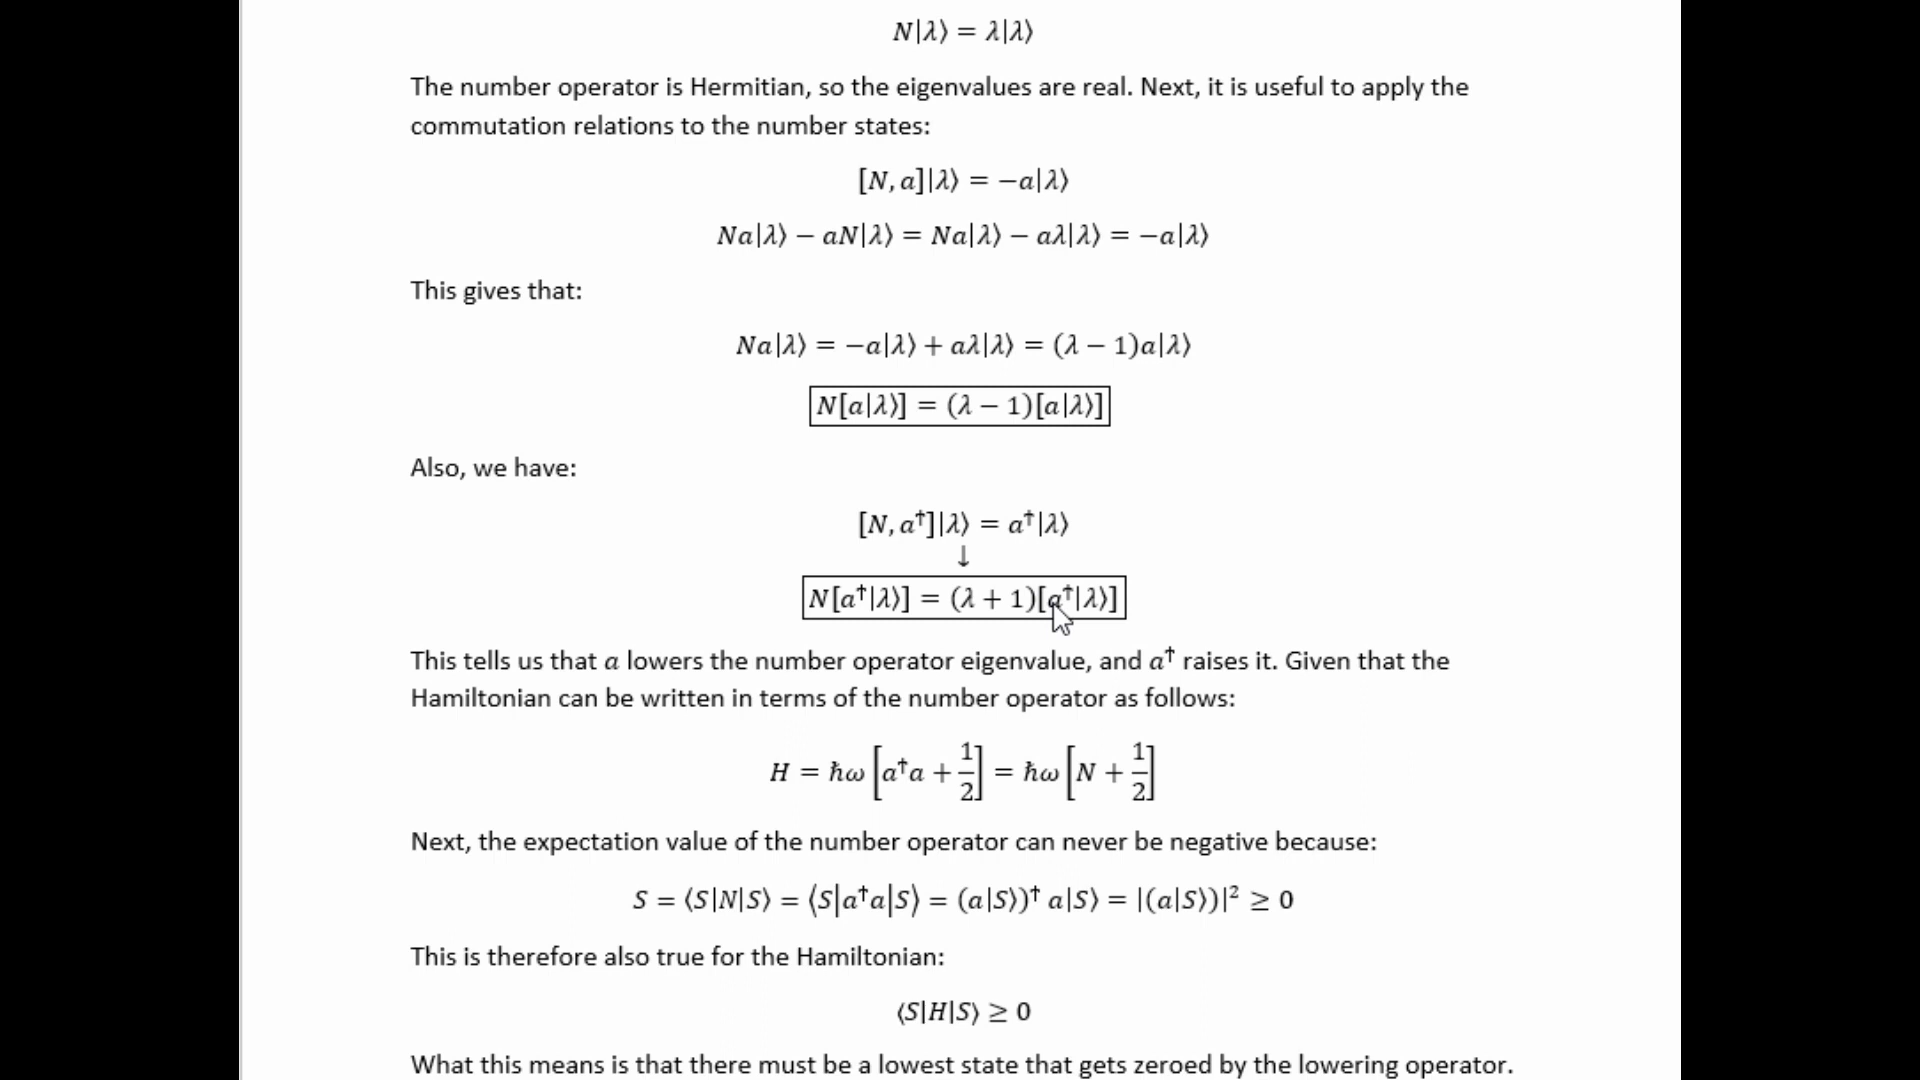 N|λ⟩ = λ|λ⟩
The number operator is Hermitian, so the eigenvalues are real. Next, it is useful to apply the
commutation relations to the number states:
[N, a]|λ⟩ = −a|λ⟩
Na|λ⟩ − aN|λ⟩ = Na|λ⟩ − aλ|λ⟩ = −a|λ⟩
This gives that:
Na|λ⟩ = −a|λ⟩ + aλ|λ⟩ = (λ − 1)a|λ⟩
N[a|λ⟩] = (λ − 1)[a|λ⟩]
Also, we have:
[N, a†]|λ⟩ = a†|λ⟩
↓
N[a†|λ⟩] = (λ + 1)[a†|λ⟩]
This tells us that a lowers the number operator eigenvalue, and a† raises it. Given that the
Hamiltonian can be written in terms of the number operator as follows:
H = ħω[a†a + 1/2] = ħω[N + 1/2]
Next, the expectation value of the number operator can never be negative because:
S = ⟨S|N|S⟩ = ⟨S|a†a|S⟩ = (a|S⟩)† a|S⟩ = |(a|S⟩)|² ≥ 0
This is therefore also true for the Hamiltonian:
⟨S|H|S⟩ ≥ 0
What this means is that there must be a lowest state that gets zeroed by the lowering operator.